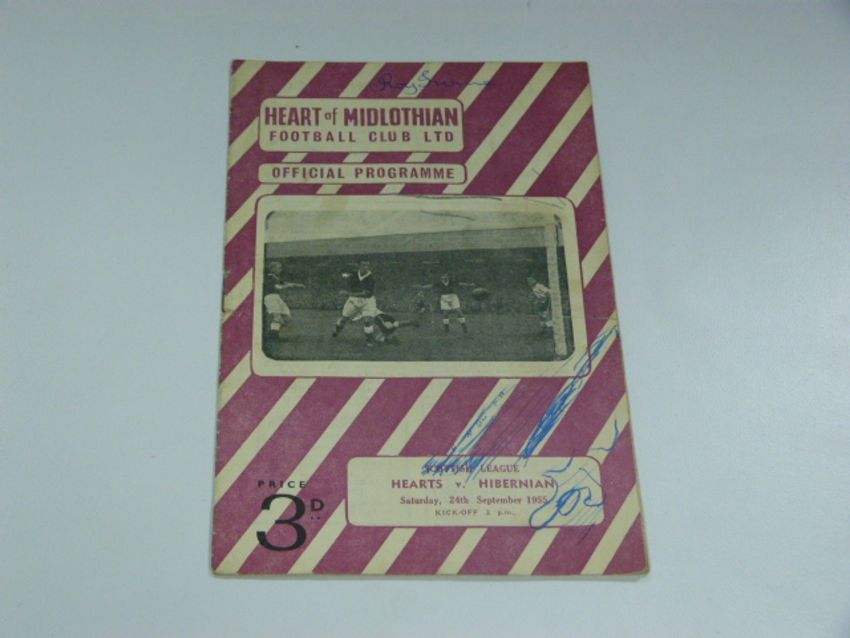 HEART of MIDLOTHIAN
FOOTBALL CLUB LTD
OFFICIAL PROGRAMME
SCOTTISH LEAGUE
HEARTS v. HIBERNIAN
Saturday, 24th September 1955
KICK-OFF 3 p.m.
PRICE
3D